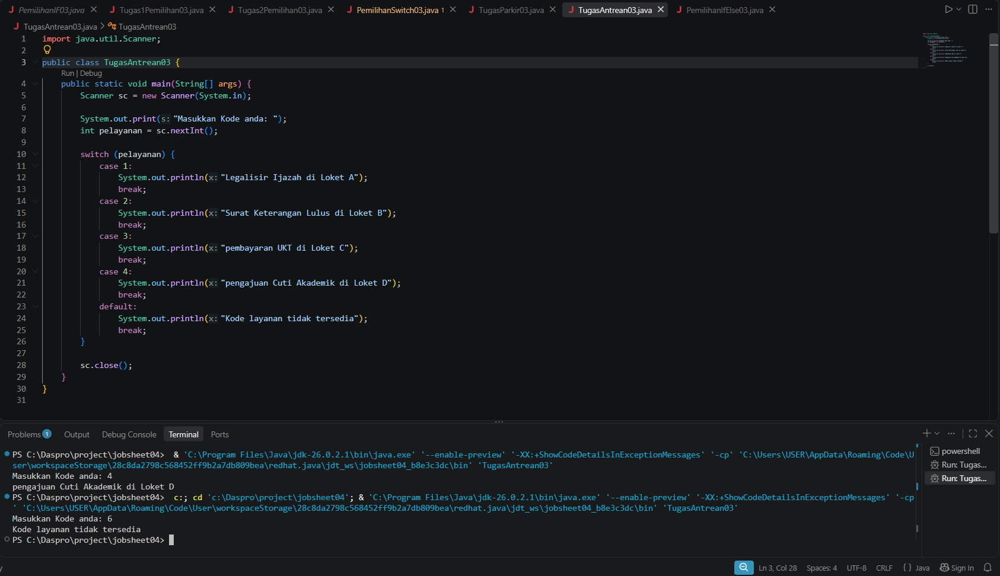 PemilihanIF03.java
Tugas1Pemilihan03.java
Tugas2Pemilihan03.java
PemilihanSwitch03.java 1
TugasParkir03.java
TugasAntrean03.java
PemilihanIfElse03.java
TugasAntrean03.java > TugasAntrean03
1 import java.util.Scanner;
2
3 public class TugasAntrean03 {
Run | Debug
4 public static void main(String[] args) {
5 Scanner sc = new Scanner(System.in);
6
7 System.out.print(s: "Masukkan Kode anda: ");
8 int pelayanan = sc.nextInt();
9
10 switch (pelayanan) {
11 case 1:
12 System.out.println(x: "Legalisir Ijazah di Loket A");
13 break;
14 case 2:
15 System.out.println(x: "Surat Keterangan Lulus di Loket B");
16 break;
17 case 3:
18 System.out.println(x: "pembayaran UKT di Loket C");
19 break;
20 case 4:
21 System.out.println(x: "pengajuan Cuti Akademik di Loket D");
22 break;
23 default:
24 System.out.println(x: "Kode layanan tidak tersedia");
25 break;
26 }
27
28 sc.close();
29 }
30 }
31
Problems 1 Output Debug Console Terminal Ports
PS C:\Daspro\project\jobsheet04>  & 'C:\Program Files\Java\jdk-26.0.2.1\bin\java.exe' '--enable-preview' '-XX:+ShowCodeDetailsInExceptionMessages' '-cp' 'C:\Users\USER\AppData\Roaming\Code\U
ser\workspaceStorage\28c8da2798c568452ff9b2a7db809bea\redhat.java\jdt_ws\jobsheet04_b8e3c3dc\bin' 'TugasAntrean03'
Masukkan Kode anda: 4
pengajuan Cuti Akademik di Loket D
PS C:\Daspro\project\jobsheet04>  c:; cd 'c:\Daspro\project\jobsheet04'; & 'C:\Program Files\Java\jdk-26.0.2.1\bin\java.exe' '--enable-preview' '-XX:+ShowCodeDetailsInExceptionMessages' '-cp
' 'C:\Users\USER\AppData\Roaming\Code\User\workspaceStorage\28c8da2798c568452ff9b2a7db809bea\redhat.java\jdt_ws\jobsheet04_b8e3c3dc\bin' 'TugasAntrean03'
Masukkan Kode anda: 6
Kode layanan tidak tersedia
PS C:\Daspro\project\jobsheet04>
powershell
Run: Tugas...
Run: Tugas...
Ln 3, Col 28 Spaces: 4 UTF-8 CRLF {} Java Sign In